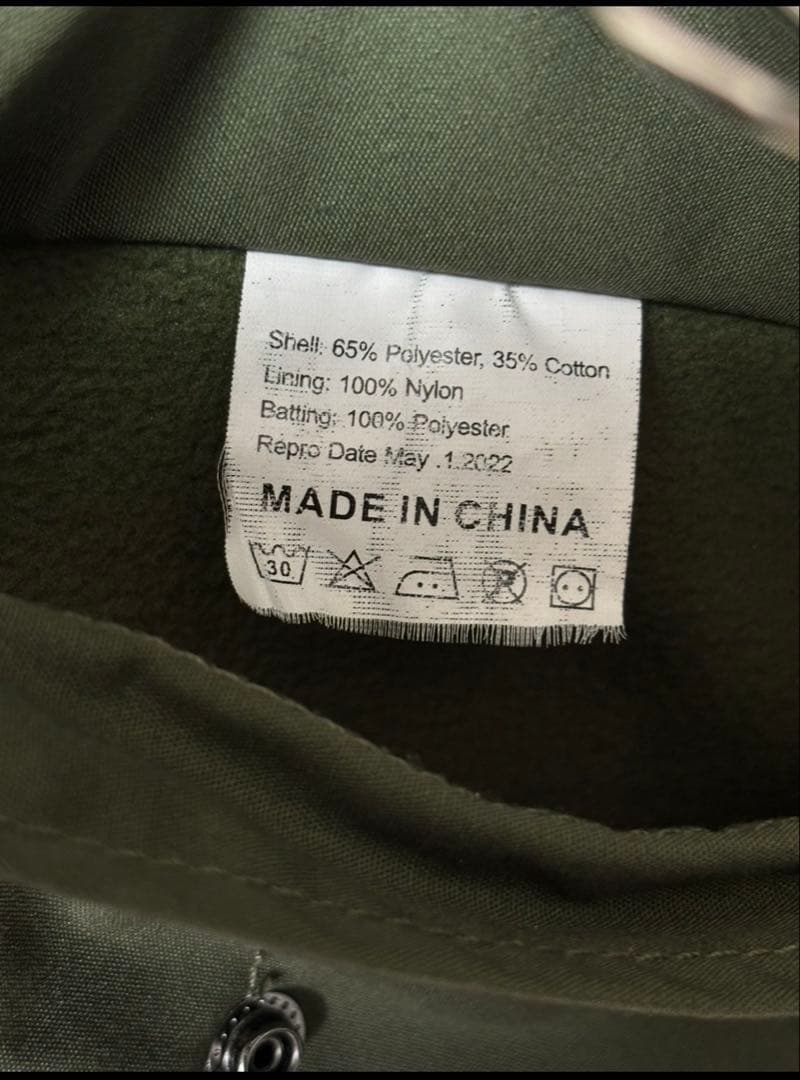 Shell: 65% Polyester, 35% Cotton
Lining: 100% Nylon
Batting: 100% Polyester
Repro Date May .1.2022
MADE IN CHINA
30
P